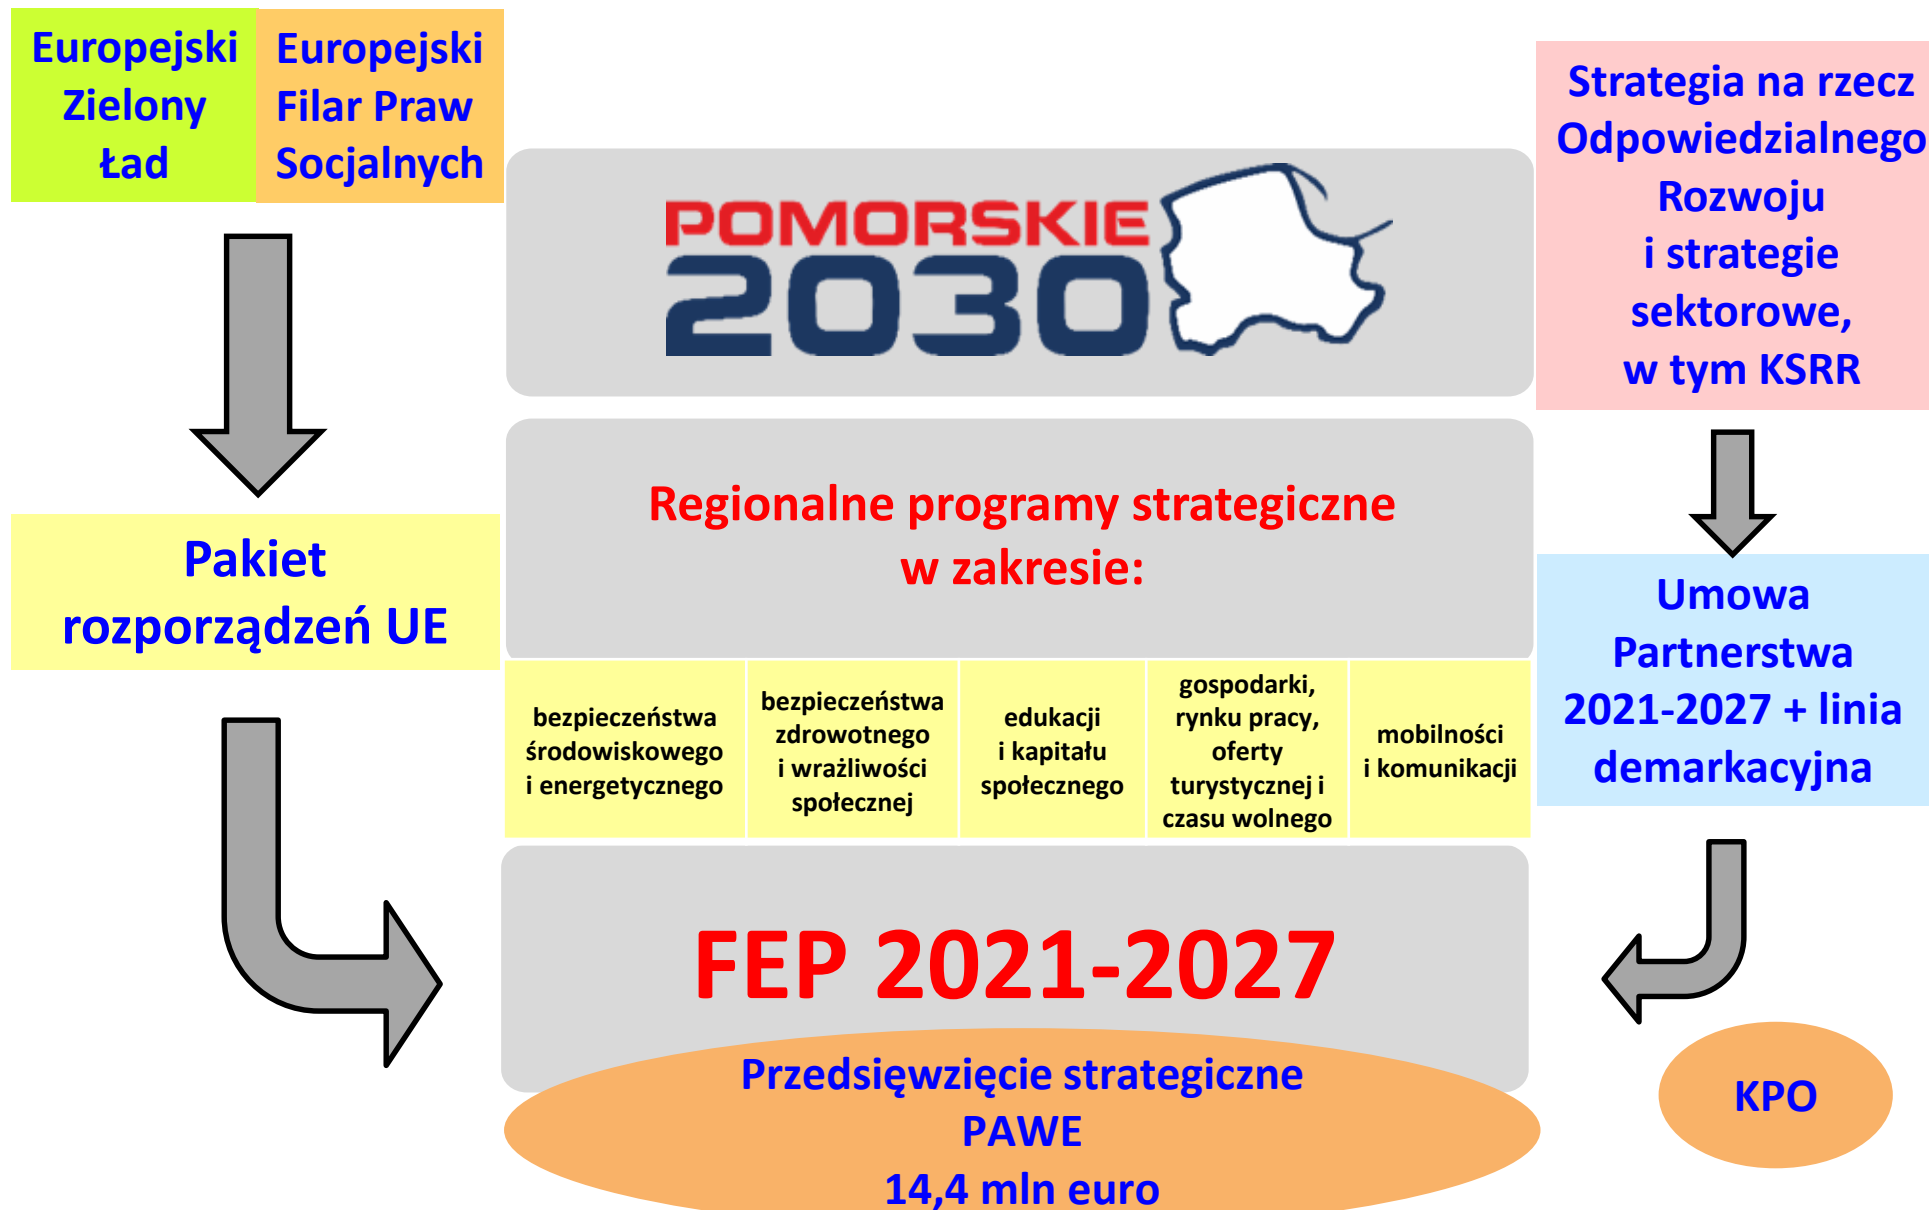 Europejski
Zielony
Ład
Europejski
Filar Praw
Socjalnych
POMORSKIE
2030
Strategia na rzecz
Odpowiedzialnego
Rozwoju
i strategie
sektorowe,
w tym KSRR
Pakiet
rozporządzeń UE
Regionalne programy strategiczne
w zakresie:
bezpieczeństwa
środowiskowego
i energetycznego
bezpieczeństwa
zdrowotnego
i wrażliwości
społecznej
edukacji
i kapitału
społecznego
gospodarki,
rynku pracy,
oferty
turystycznej i
czasu wolnego
mobilności
i komunikacji
Umowa
Partnerstwa
2021-2027 + linia
demarkacyjna
FEP 2021-2027
Przedsięwzięcie strategiczne
PAWE
14,4 mln euro
KPO